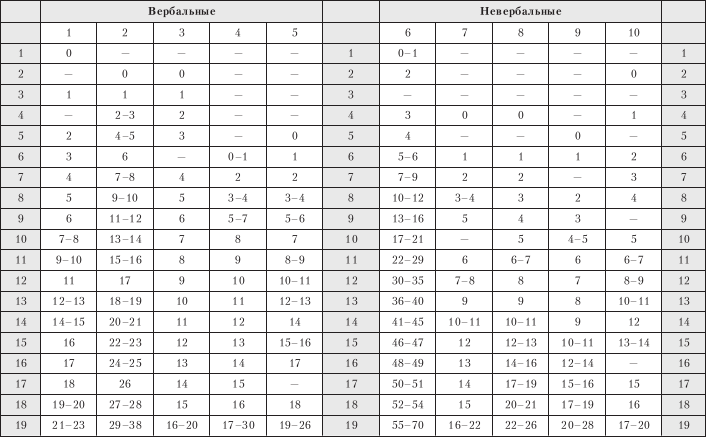 Вербальные Невербальные
1 2 3 4 5 6 7 8 9 10
1 0 — — — — 1 0–1 — — — — 1
2 — 0 0 — — 2 2 — — — 0 2
3 1 1 1 — — 3 — — — — — 3
4 — 2–3 2 — — 4 3 0 0 — 1 4
5 2 4–5 3 — 0 5 4 — — 0 — 5
6 3 6 — 0–1 1 6 5–6 1 1 1 2 6
7 4 7–8 4 2 2 7 7–9 2 2 — 3 7
8 5 9–10 5 3–4 3–4 8 10–12 3–4 3 2 4 8
9 6 11–12 6 5–7 5–6 9 13–16 5 4 3 — 9
10 7–8 13–14 7 8 7 10 17–21 — 5 4–5 5 10
11 9–10 15–16 8 9 8–9 11 22–29 6 6–7 6 6–7 11
12 11 17 9 10 10–11 12 30–35 7–8 8 7 8–9 12
13 12–13 18–19 10 11 12–13 13 36–40 9 9 8 10–11 13
14 14–15 20–21 11 12 14 14 41–45 10–11 10–11 9 12 14
15 16 22–23 12 13 15–16 15 46–47 12 12–13 10–11 13–14 15
16 17 24–25 13 14 17 16 48–49 13 14–16 12–14 — 16
17 18 26 14 15 — 17 50–51 14 17–19 15–16 15 17
18 19–20 27–28 15 16 18 18 52–54 15 20–21 17–19 16 18
19 21–23 29–38 16–20 17–30 19–26 19 55–70 16–22 22–26 20–28 17–20 19